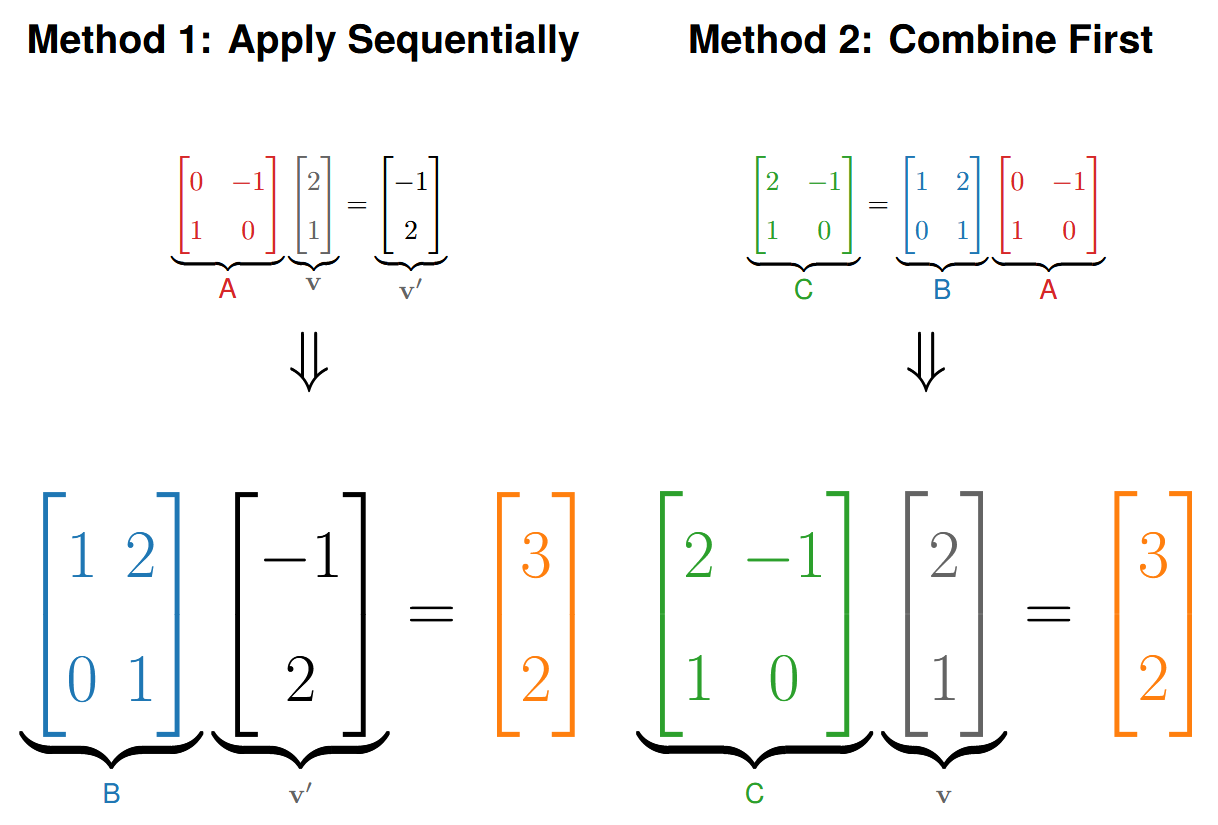 Method 1: Apply Sequentially
[0 −1] [2] = [−1]
[1 0] [1] [2]
A v v′
⇓
[1 2] [−1] = [3]
[0 1] [2] [2]
B v′
Method 2: Combine First
[2 −1] = [1 2] [0 −1]
[1 0] [0 1] [1 0]
C B A
⇓
[2 −1] [2] = [3]
[1 0] [1] [2]
C v